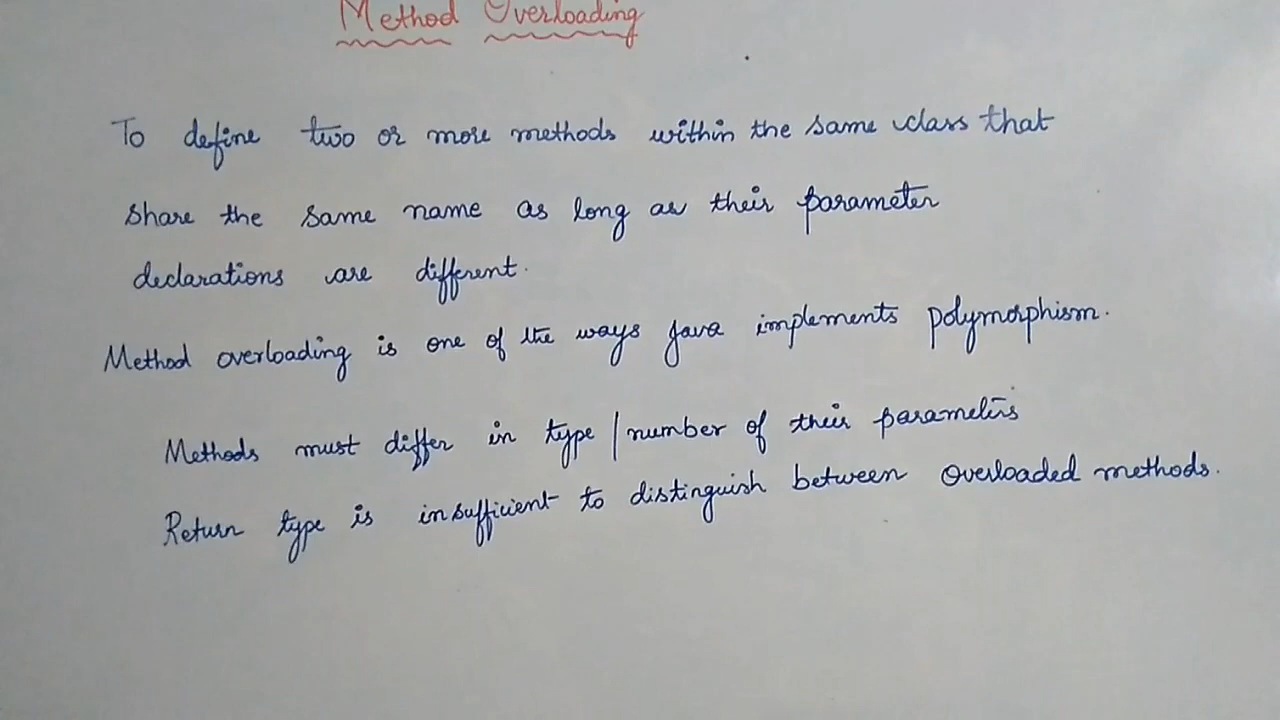 Method Overloading
To define two or more methods within the same class that
share the same name as long as their parameter
declarations are different.
Method overloading is one of the ways Java implements polymorphism.
Methods must differ in type / number of their parameters
Return type is insufficient to distinguish between overloaded methods.